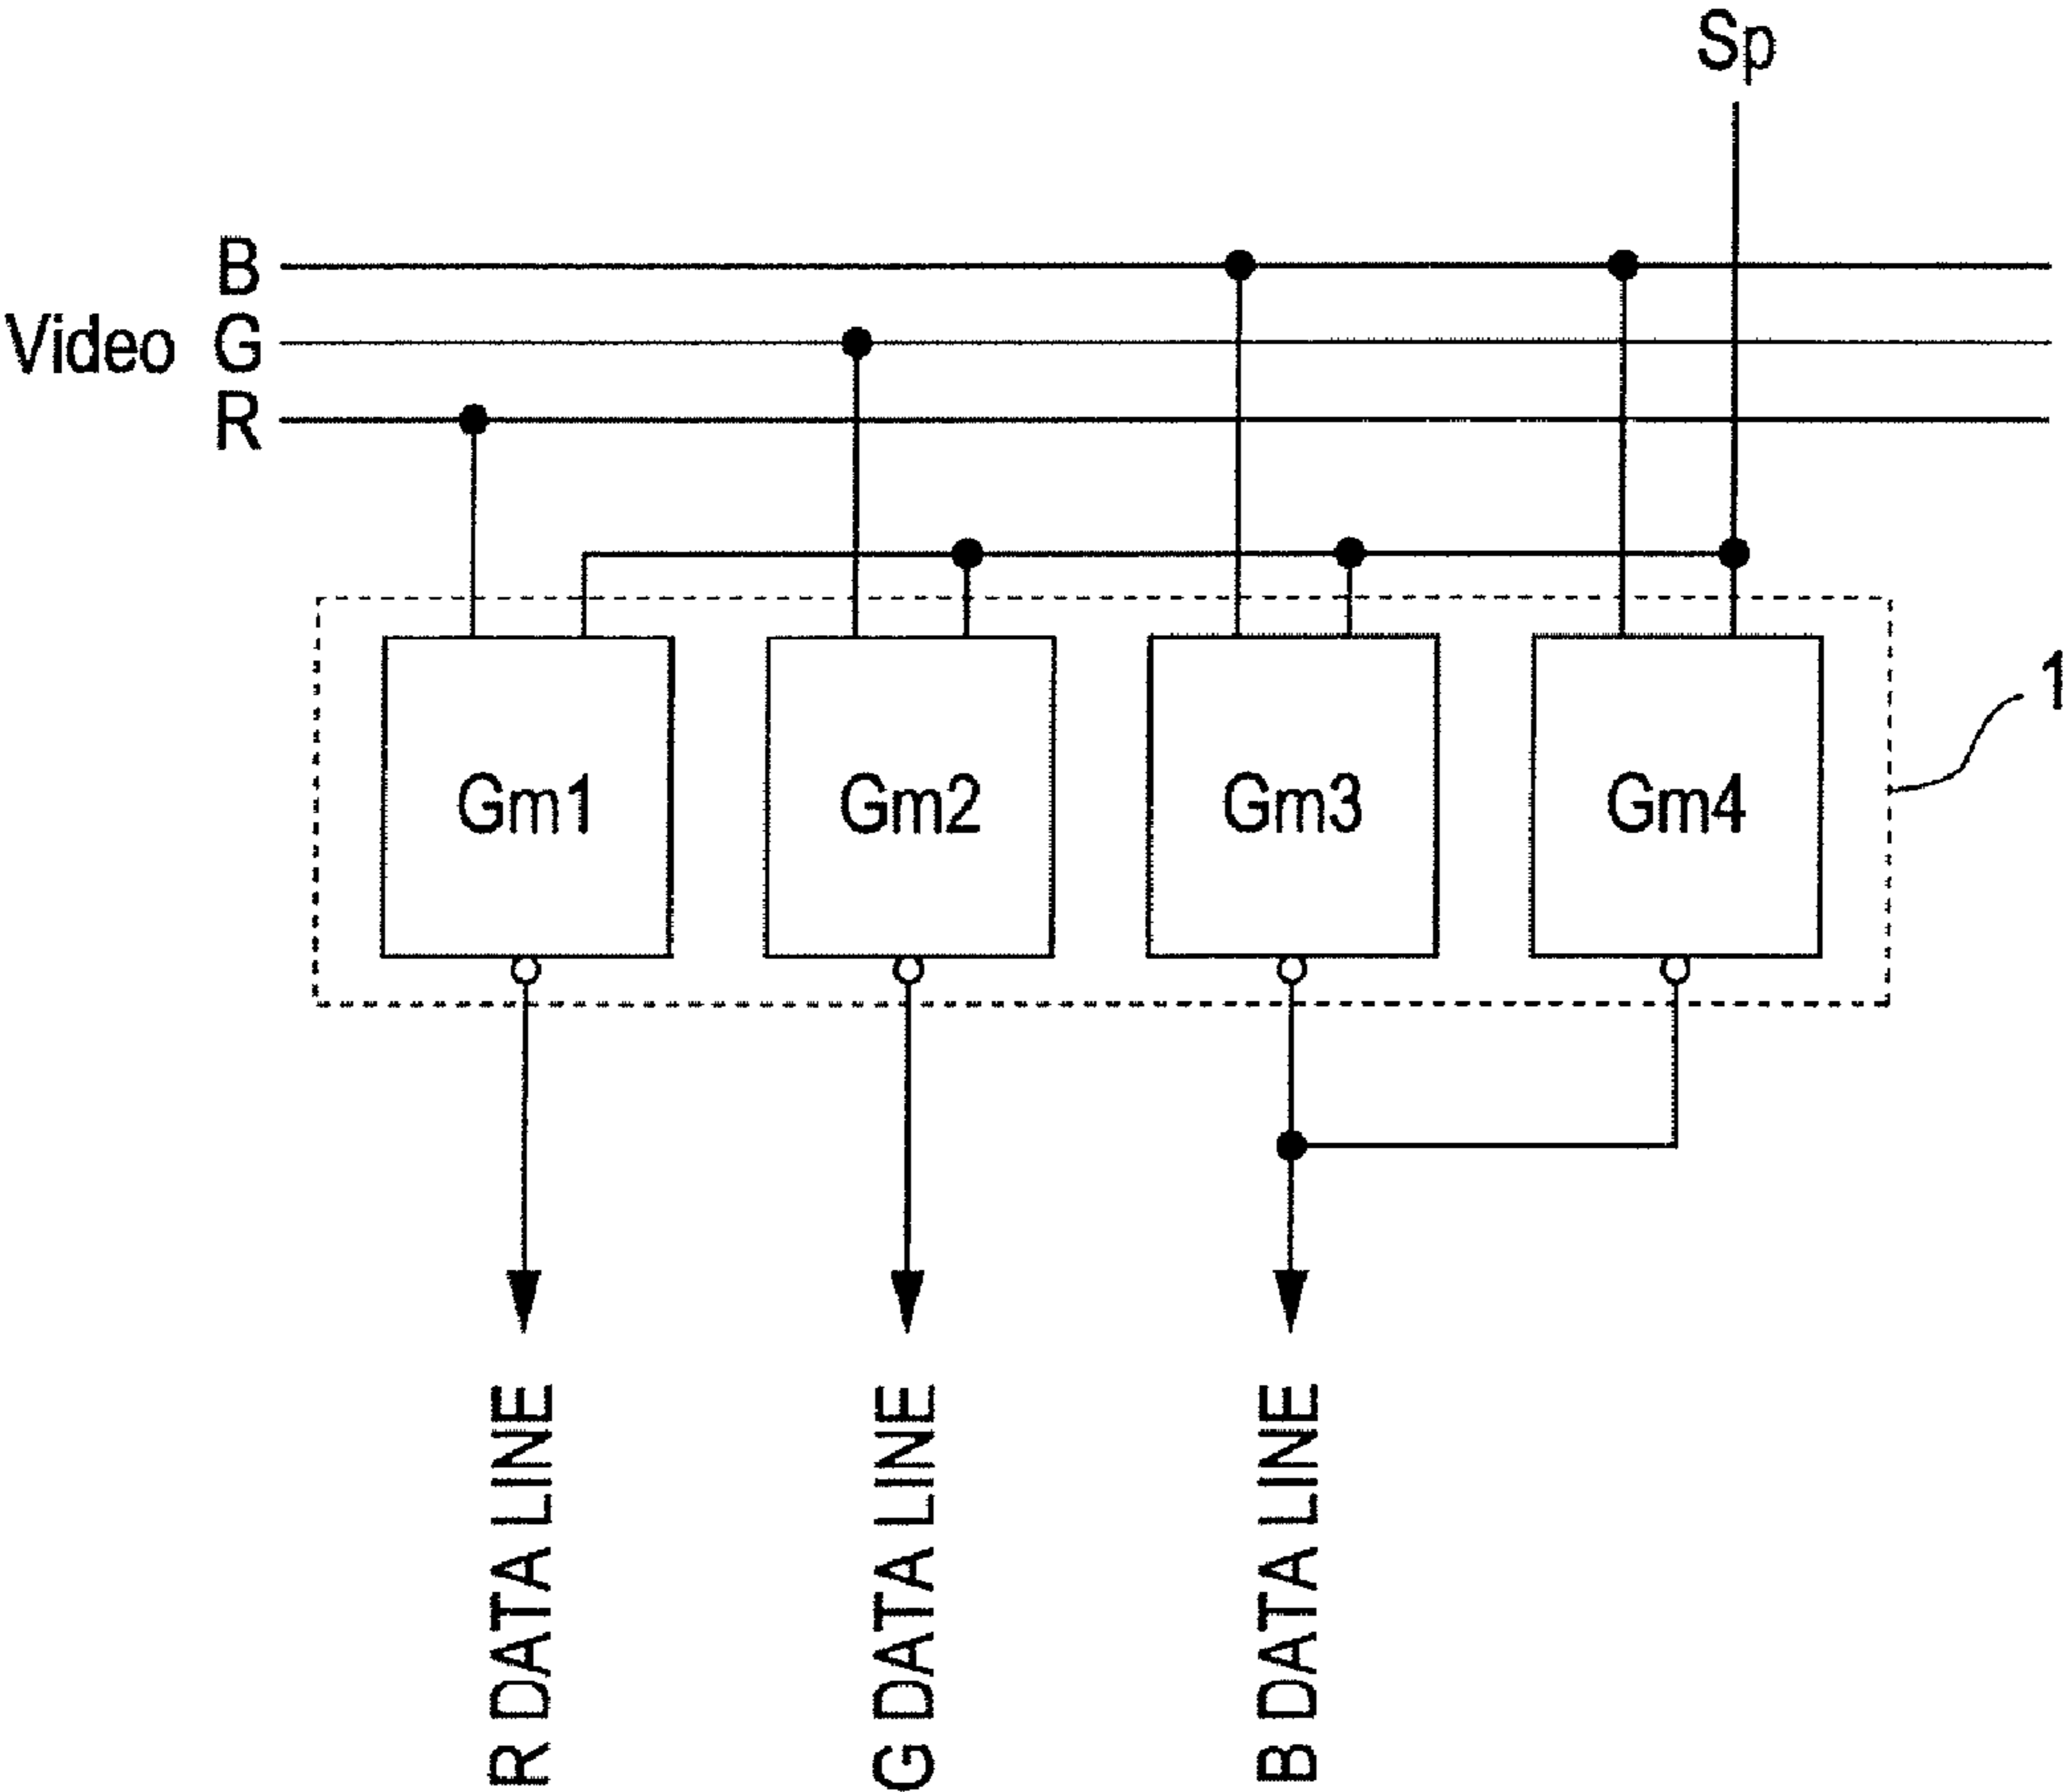 Sp
B
Video G
R
1
Gm1 Gm2 Gm3 Gm4
R DATA LINE
G DATA LINE
B DATA LINE